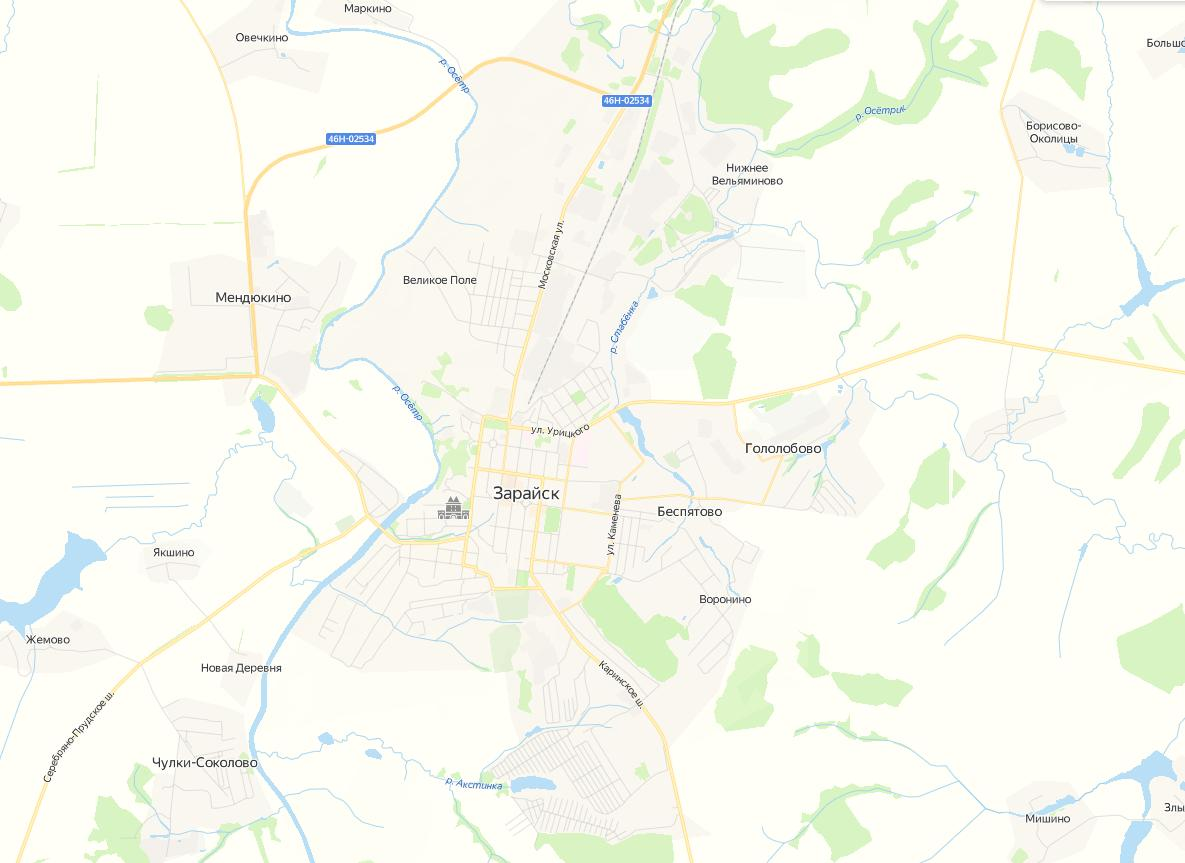 Маркино
Овечкино
Большо
р. Осётр
46Н-02534
р. Осётрик
Борисово-
Околицы
46Н-02534
Нижнее
Вельяминово
Московская ул.
Великое Поле
Мендюкино
р. Стабёнка
р. Осётр
ул. Урицкого
Гололобово
Зарайск
Беспятово
ул. Каменева
Якшино
Воронино
Жемово
Новая Деревня
Каринское ш.
Серебряно-Прудское ш.
Чулки-Соколово
р. Акстинка
Злы
Мишино